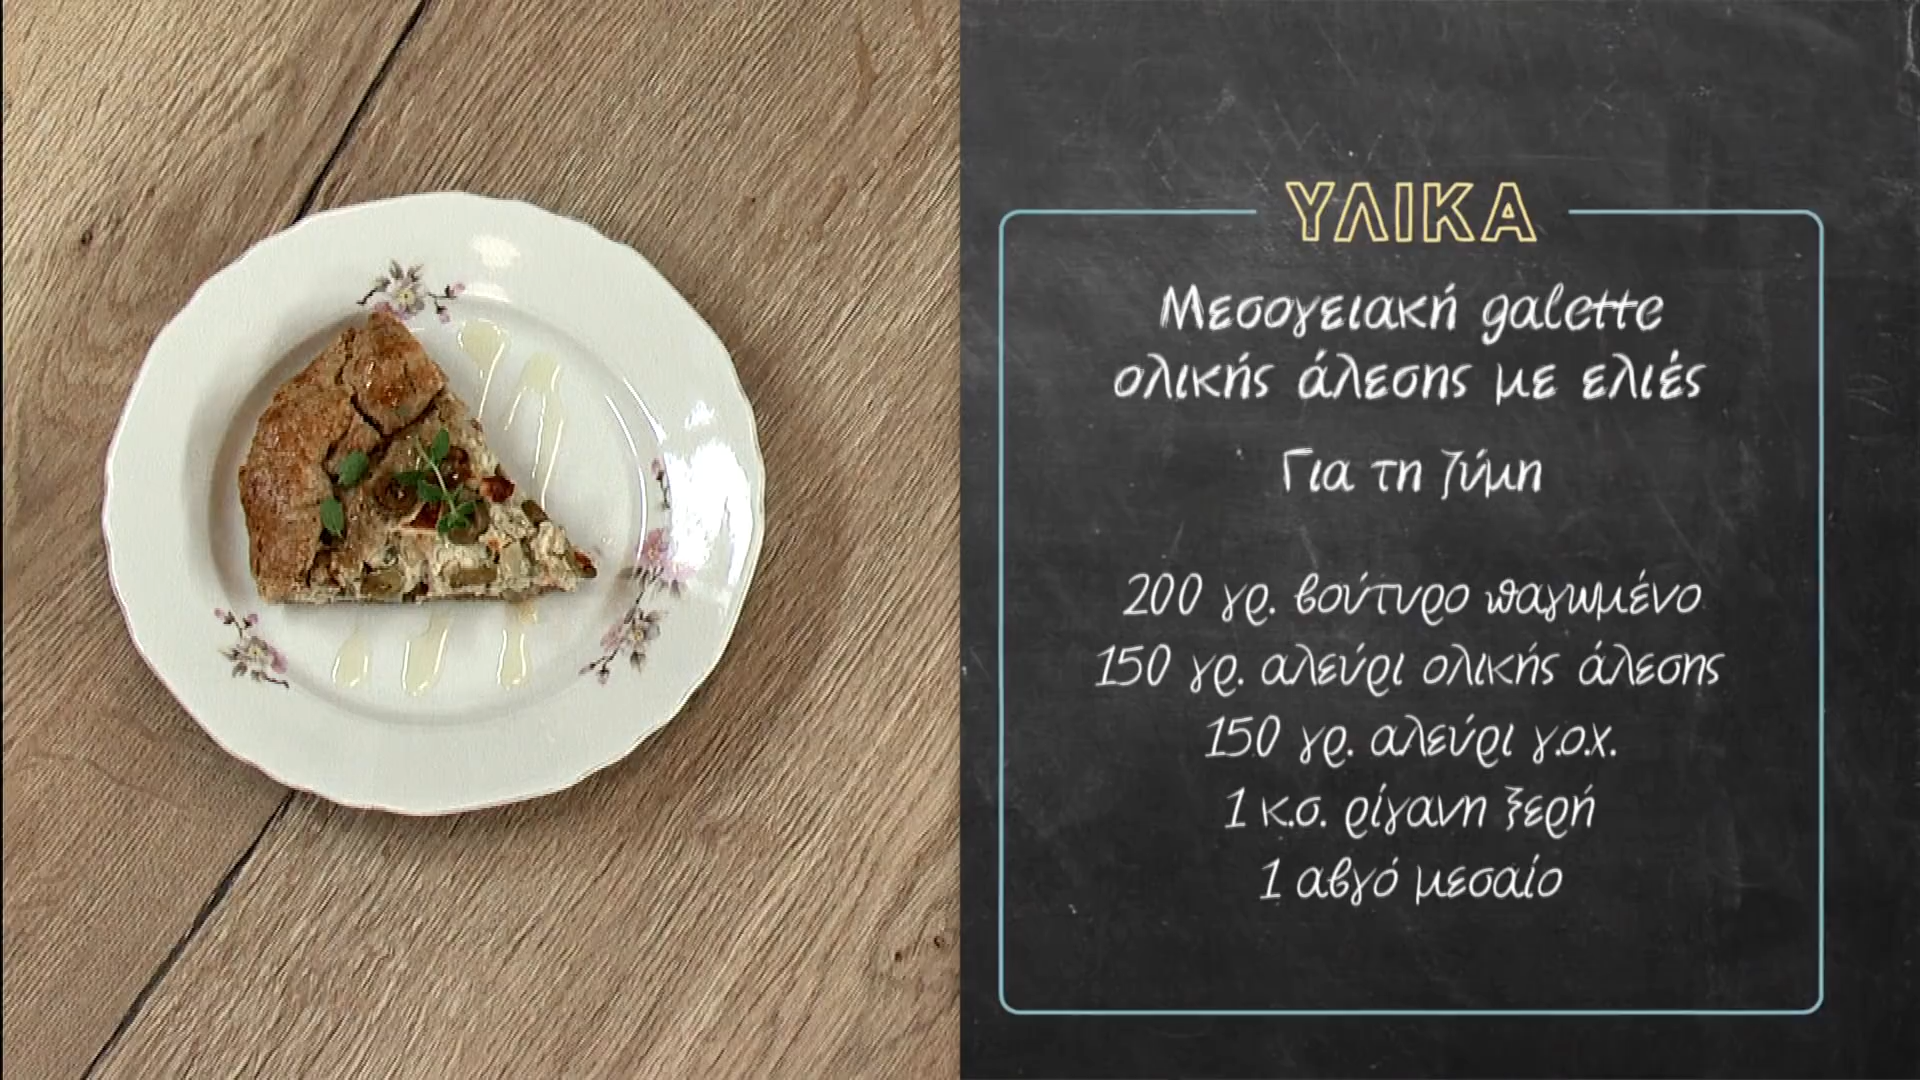 ΥΛΙΚΑ
Μεσογειακή galette
ολικής άλεσης με ελιές
Για τη ζύμη
200 γρ. βούτυρο παγωμένο
150 γρ. αλεύρι ολικής άλεσης
150 γρ. αλεύρι γ.ο.χ.
1 κ.σ. ρίγανη ξερή
1 αβγό μεσαίο